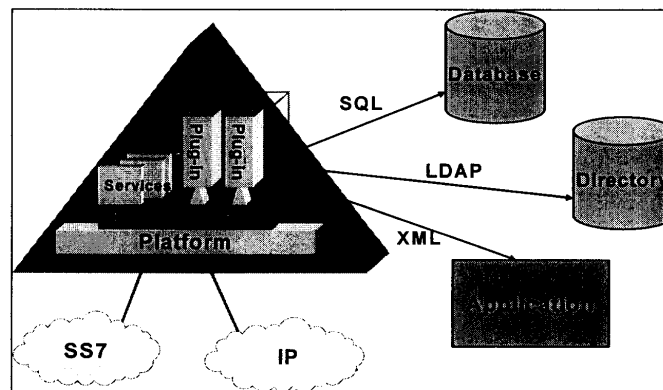 Database
SQL
Plug-in
Plug-in
LDAP
Services
Directory
Platform
XML
Application
SS7
IP